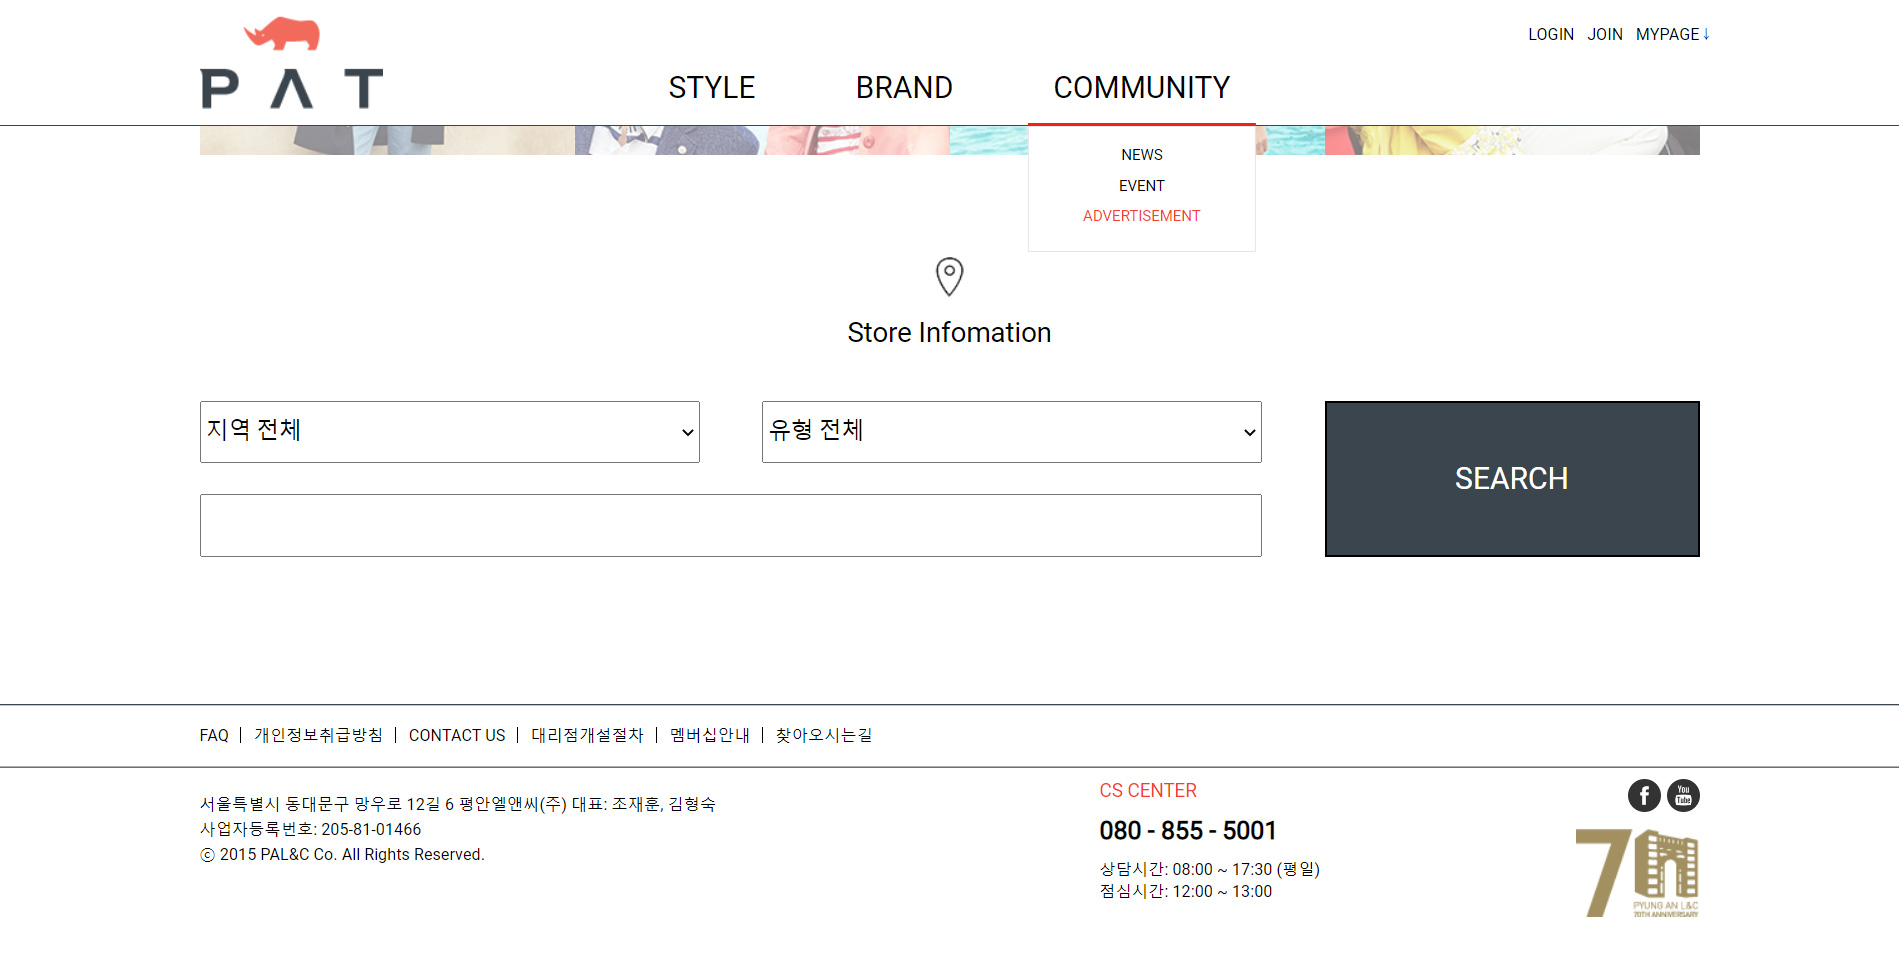 LOGIN JOIN MYPAGE↓
PAT
STYLE BRAND COMMUNITY
NEWS
EVENT
ADVERTISEMENT
Store Infomation
지역 전체
유형 전체
SEARCH
FAQ | 개인정보취급방침 | CONTACT US | 대리점개설절차 | 멤버십안내 | 찾아오시는길
서울특별시 동대문구 망우로 12길 6 평안엘앤씨(주) 대표: 조재훈, 김형숙
사업자등록번호: 205-81-01466
ⓒ 2015 PAL&C Co. All Rights Reserved.
CS CENTER
080 - 855 - 5001
상담시간: 08:00 ~ 17:30 (평일)
점심시간: 12:00 ~ 13:00
f
You
Tube
70
PYUNG AN L&C
70TH ANNIVERSARY